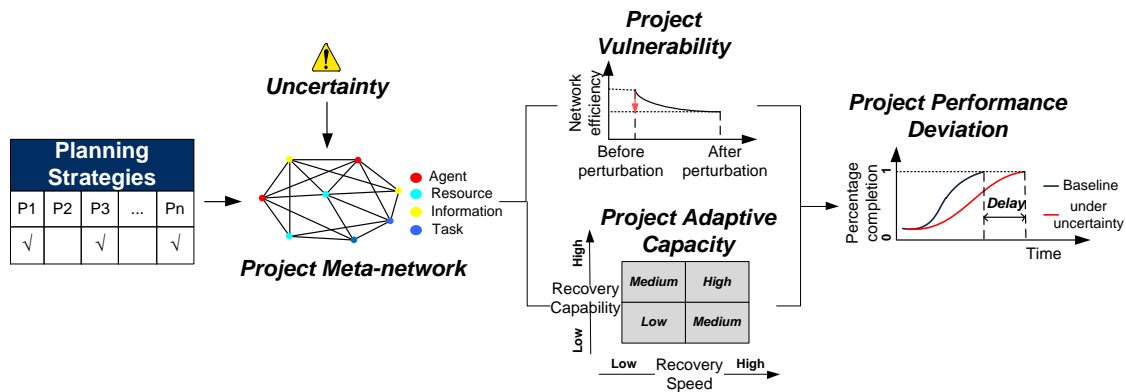 Planning
Strategies
P1 P2 P3 ... Pn
√ √ √
Uncertainty
Agent
Resource
Information
Task
Project Meta-network
Project
Vulnerability
Network
efficiency
Before
perturbation
After
perturbation
Project Adaptive
Capacity
High
Recovery
Capability
Low
Medium High
Low Medium
Low Recovery High
Speed
Project Performance
Deviation
Percentage
completion
1
0
Delay
Baseline
under
uncertainty
Time